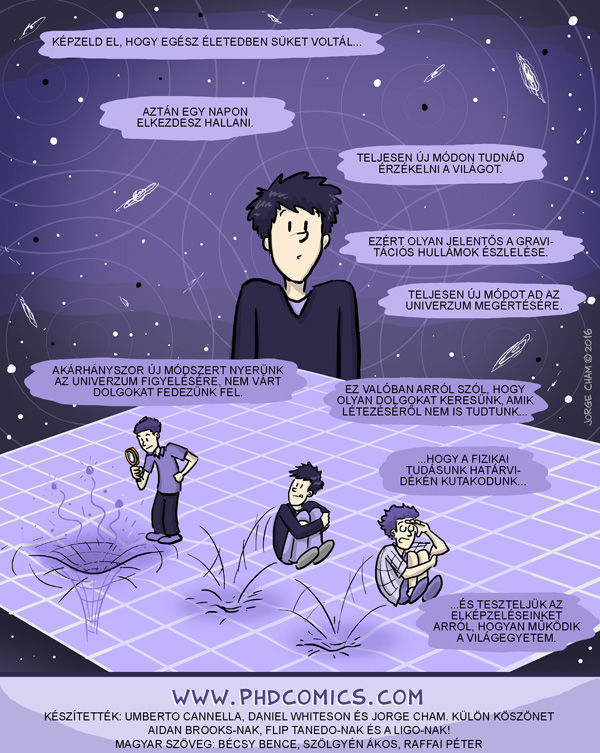 KÉPZELD EL, HOGY EGÉSZ ÉLETEDBEN SÜKET VOLTÁL...
AZTÁN EGY NAPON
ELKEZDESZ HALLANI.
TELJESEN ÚJ MÓDON TUDNÁD
ÉRZÉKELNI A VILÁGOT.
EZÉRT OLYAN JELENTŐS A GRAVI-
TÁCIÓS HULLÁMOK ÉSZLELÉSE.
TELJESEN ÚJ MÓDOT AD AZ
UNIVERZUM MEGÉRTÉSÉRE.
JORGE CHAM © 2016
AKÁRHÁNYSZOR ÚJ MÓDSZERT NYERÜNK
AZ UNIVERZUM FIGYELÉSÉRE, NEM VÁRT
DOLGOKAT FEDEZÜNK FEL.
EZ VALÓBAN ARRÓL SZÓL, HOGY
OLYAN DOLGOKAT KERESÜNK, AMIK
LÉTEZÉSÉRŐL NEM IS TUDTUNK...
...HOGY A FIZIKAI
TUDÁSUNK HATÁRVI-
DÉKÉN KUTAKODUNK...
...ÉS TESZTELJÜK AZ
ELKÉPZELÉSEINKET
ARRÓL, HOGYAN MŰKÖDIK
A VILÁGEGYETEM.
WWW.PHDCOMICS.COM
KÉSZÍTETTÉK: UMBERTO CANNELLA, DANIEL WHITESON ÉS JORGE CHAM. KÜLÖN KÖSZÖNET
AIDAN BROOKS-NAK, FLIP TANEDO-NAK ÉS A LIGO-NAK!
MAGYAR SZÖVEG: BÉCSY BENCE, SZÖLGYÉN ÁKOS, RAFFAI PÉTER